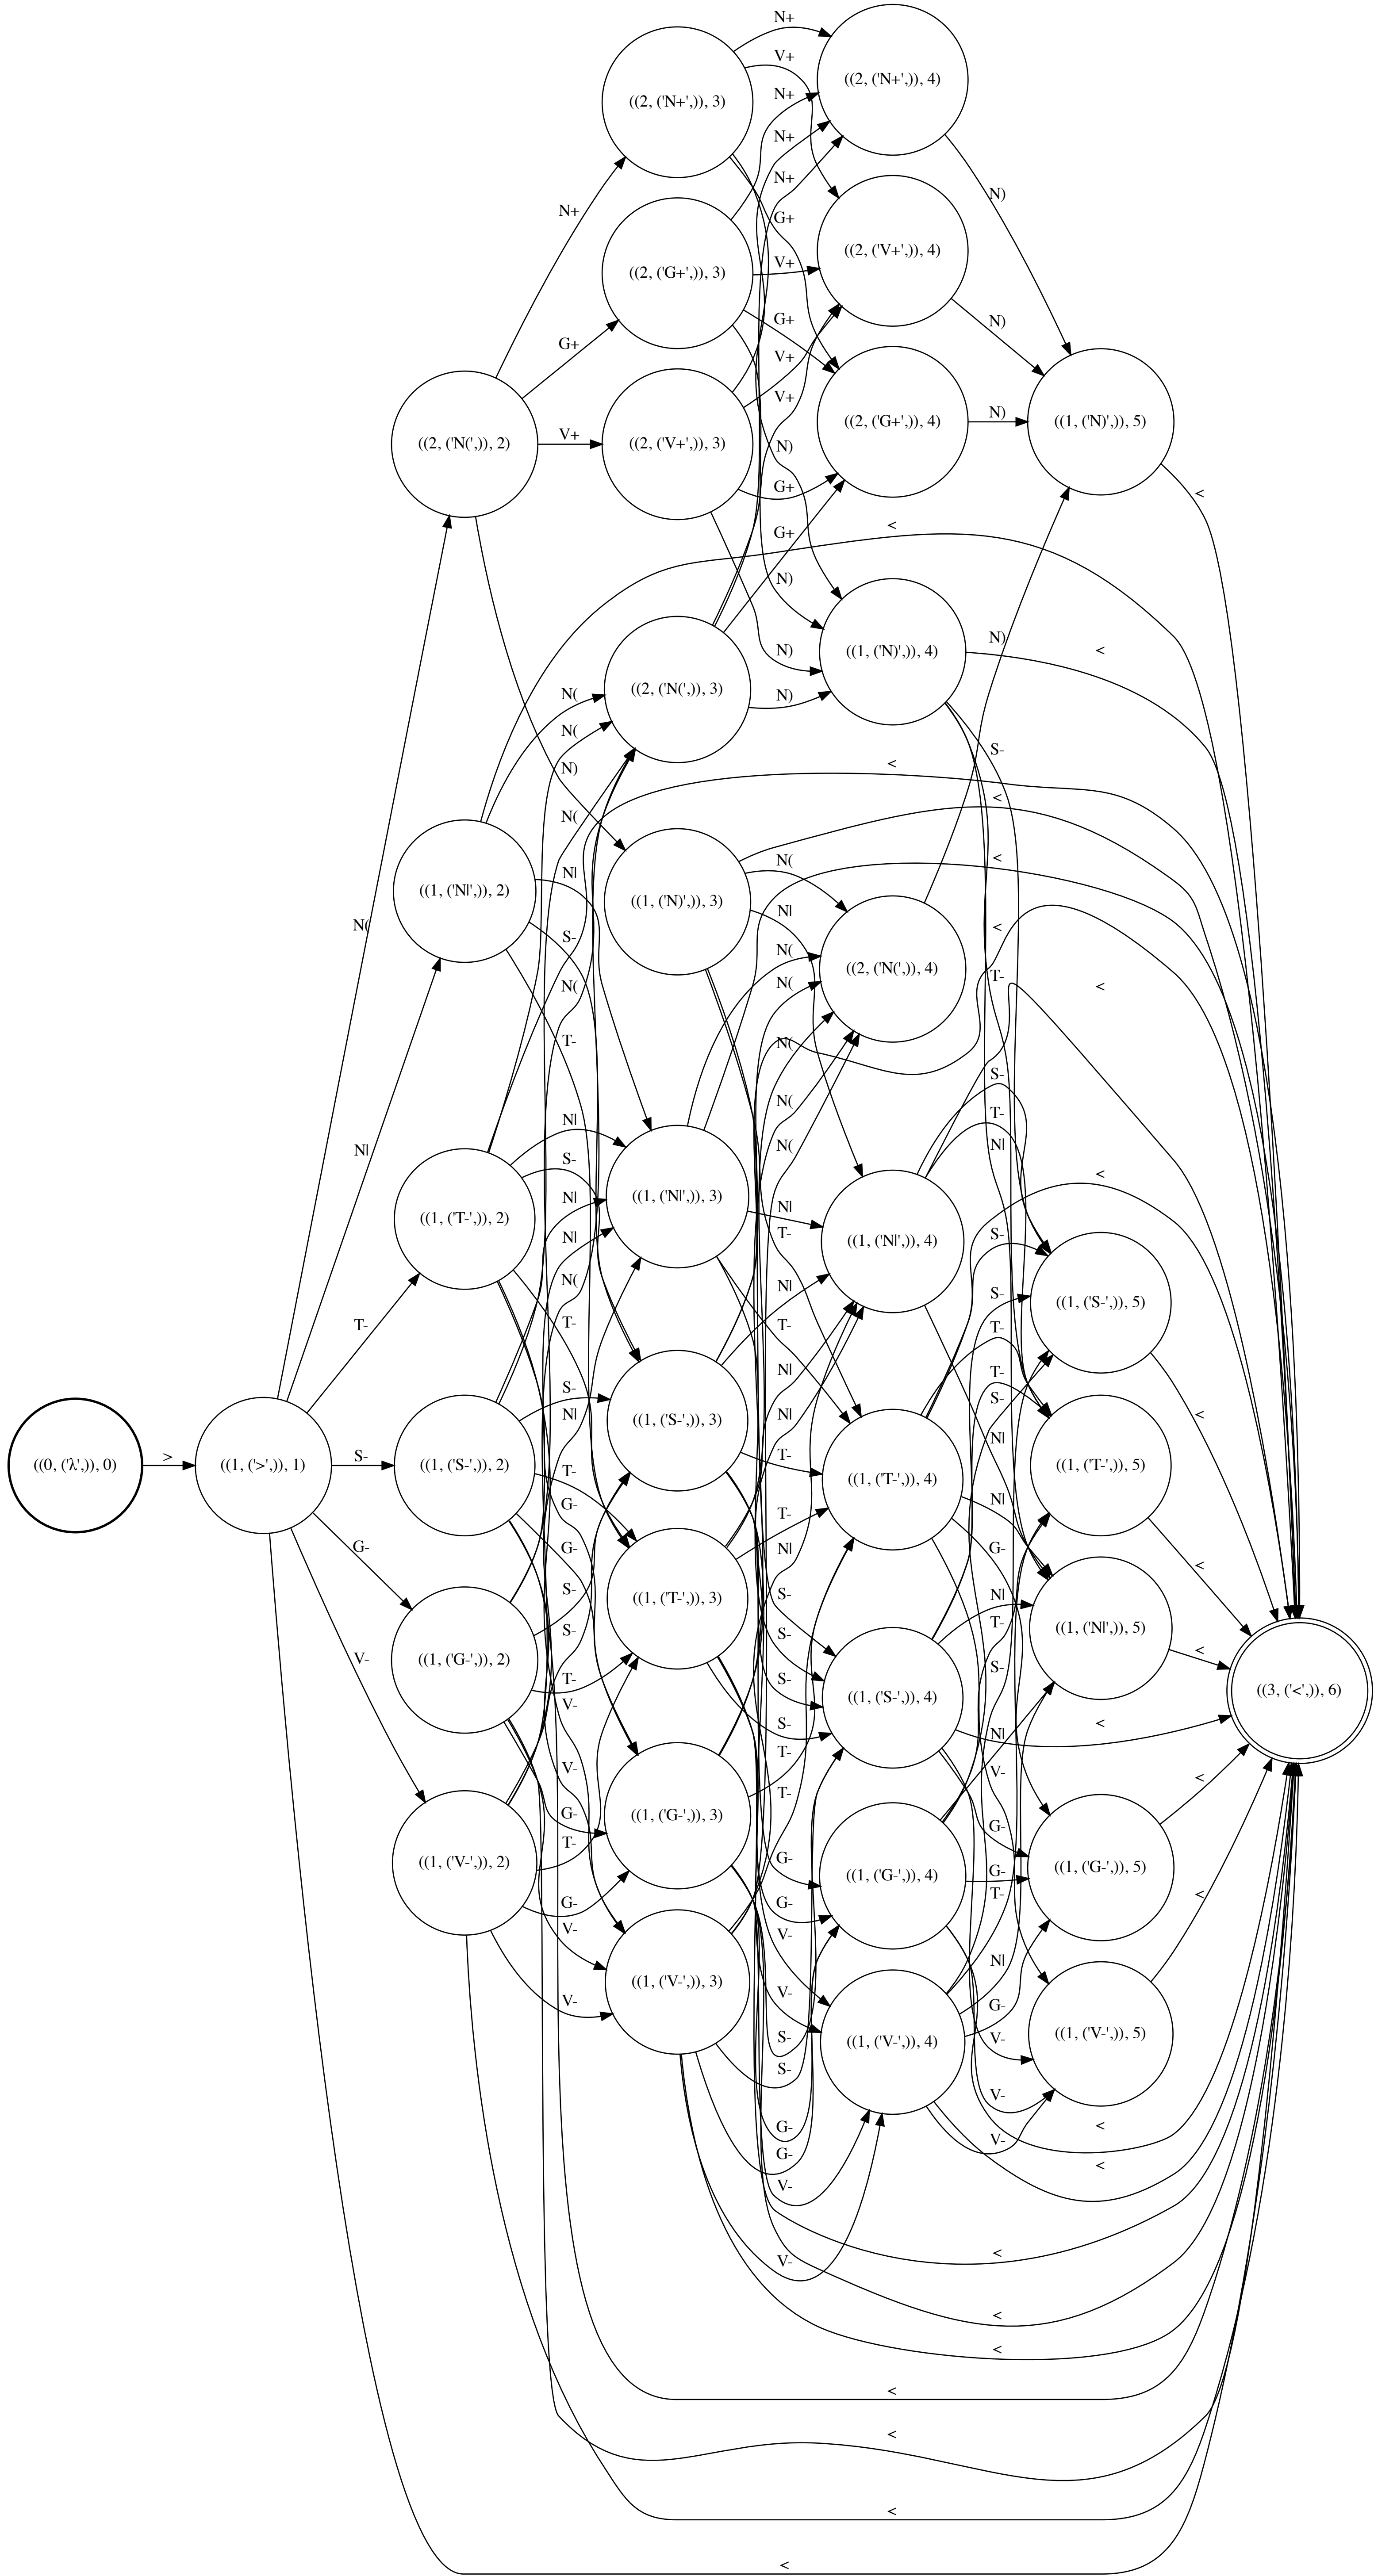 ((0, ('λ',)), 0)
>
((1, ('>',)), 1)
N(
N|
T-
S-
G-
V-
<
((2, ('N(',)), 2)
N+
G+
V+
N)
((1, ('N|',)), 2)
<
N(
N|
S-
T-
((1, ('T-',)), 2)
N(
<
N|
S-
T-
G-
V-
((1, ('S-',)), 2)
N(
N|
S-
T-
G-
V-
<
((1, ('G-',)), 2)
N(
N|
S-
T-
G-
V-
<
((1, ('V-',)), 2)
N(
N|
S-
T-
G-
V-
<
((2, ('N+',)), 3)
N+
V+
G+
N)
((2, ('G+',)), 3)
N+
V+
G+
N)
((2, ('V+',)), 3)
N+
V+
G+
N)
((2, ('N(',)), 3)
N+
V+
G+
N)
((1, ('N)',)), 3)
<
N(
N|
T-
S-
((1, ('N|',)), 3)
<
N(
N|
T-
S-
((1, ('S-',)), 3)
N(
N|
T-
S-
G-
V-
<
((1, ('T-',)), 3)
N(
N|
T-
S-
G-
V-
<
((1, ('G-',)), 3)
N(
N|
T-
S-
G-
V-
<
((1, ('V-',)), 3)
N(
N|
T-
S-
G-
V-
<
((2, ('N+',)), 4)
N)
((2, ('V+',)), 4)
N)
((2, ('G+',)), 4)
N)
((1, ('N)',)), 4)
<
S-
T-
N|
((2, ('N(',)), 4)
N)
((1, ('N|',)), 4)
<
S-
T-
N|
((1, ('T-',)), 4)
<
S-
T-
N|
G-
V-
((1, ('S-',)), 4)
S-
T-
N|
<
G-
V-
((1, ('G-',)), 4)
S-
T-
N|
G-
V-
<
((1, ('V-',)), 4)
S-
T-
N|
G-
V-
<
((1, ('N)',)), 5)
<
((1, ('S-',)), 5)
<
((1, ('T-',)), 5)
<
((1, ('N|',)), 5)
<
((1, ('G-',)), 5)
<
((1, ('V-',)), 5)
<
((3, ('<',)), 6)